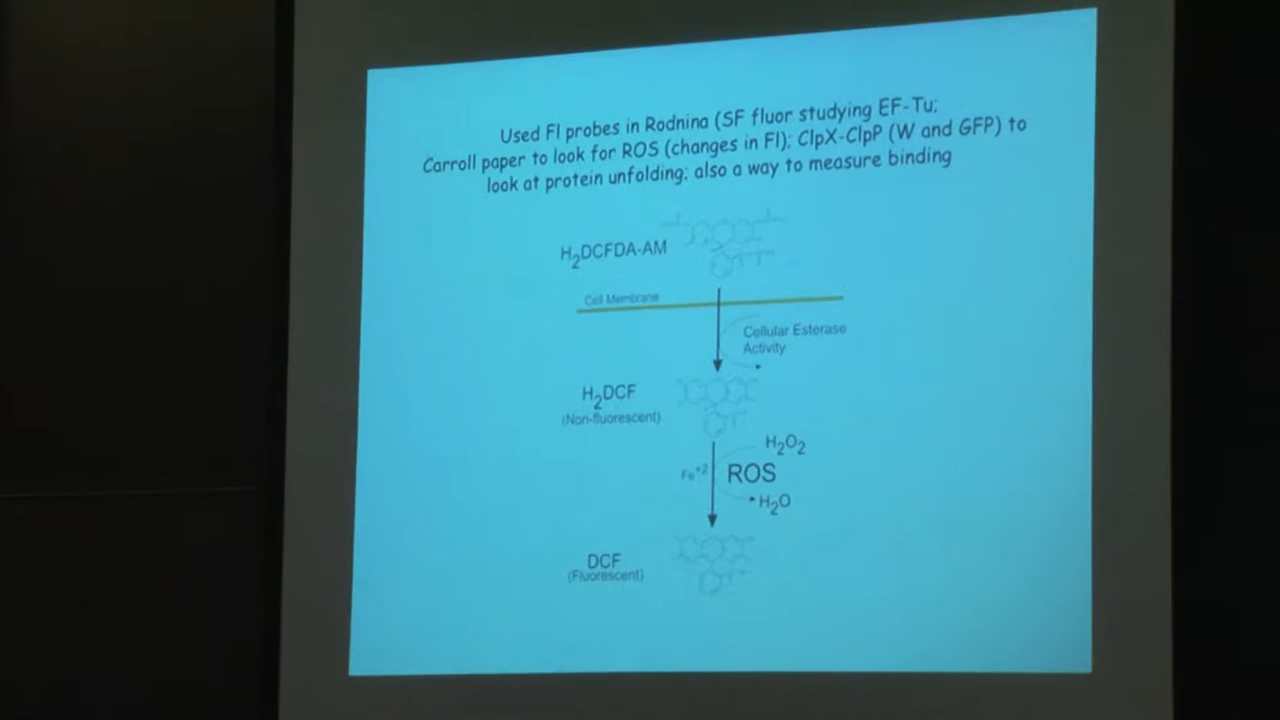 Used Fl probes in Rodnina (SF fluor studying EF-Tu;
Carroll paper to look for ROS (changes in Fl); ClpX-ClpP (W and GFP) to
look at protein unfolding; also a way to measure binding
H₂DCFDA-AM
Cell Membrane
Cellular Esterase
Activity
H₂DCF
(Non-fluorescent)
H₂O₂
Fe⁺²
ROS
H₂O
DCF
(Fluorescent)